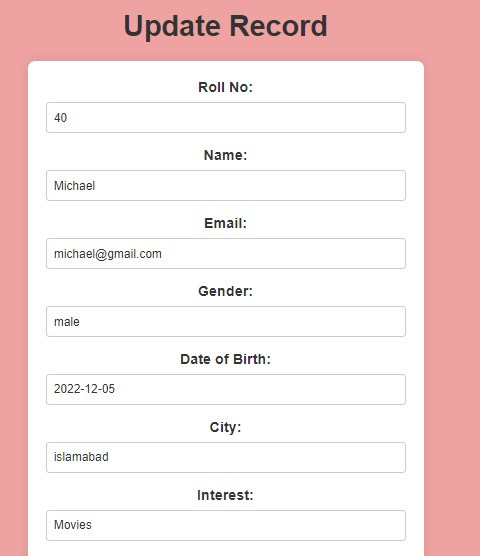 Update Record
Roll No:
40
Name:
Michael
Email:
michael@gmail.com
Gender:
male
Date of Birth:
2022-12-05
City:
islamabad
Interest:
Movies